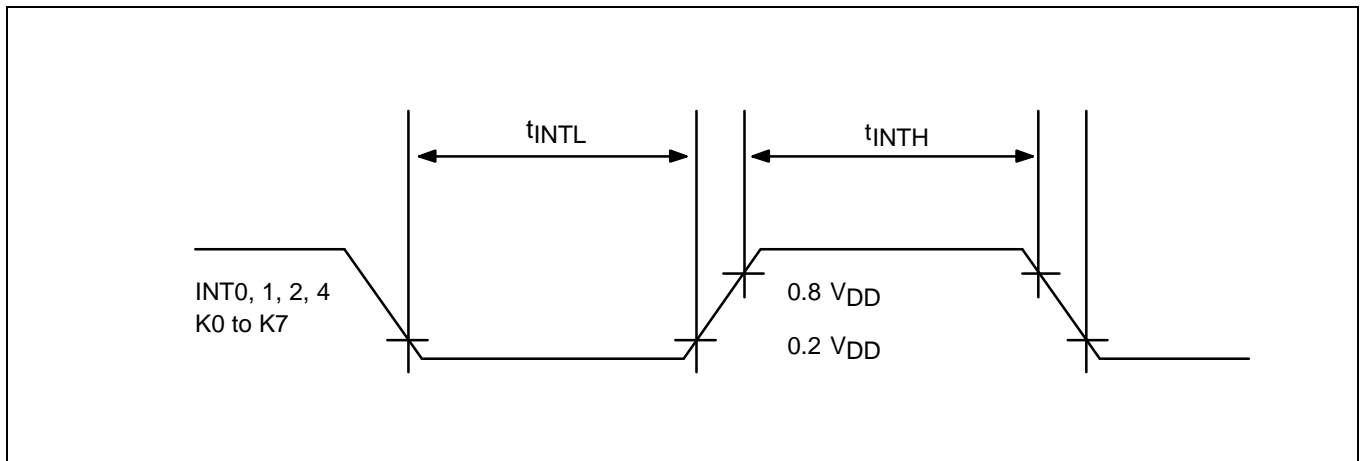 tINTL
tINTH
INT0, 1, 2, 4
K0 to K7
0.8 VDD
0.2 VDD